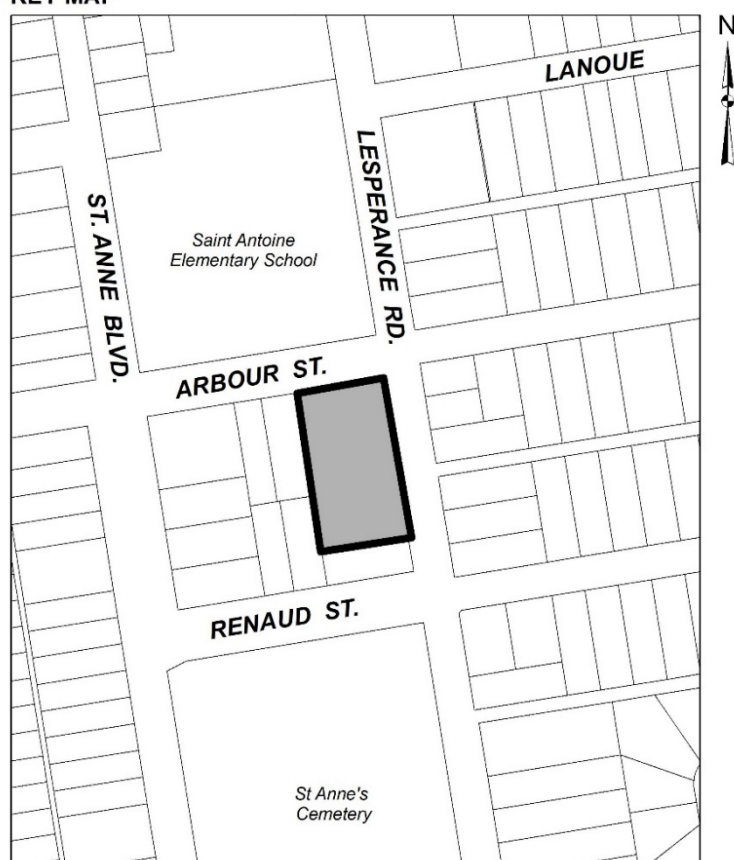 KEY MAP
N
LANOUE
LESPERANCE RD.
ST. ANNE BLVD.
Saint Antoine
Elementary School
ARBOUR ST.
RENAUD ST.
St Anne's
Cemetery